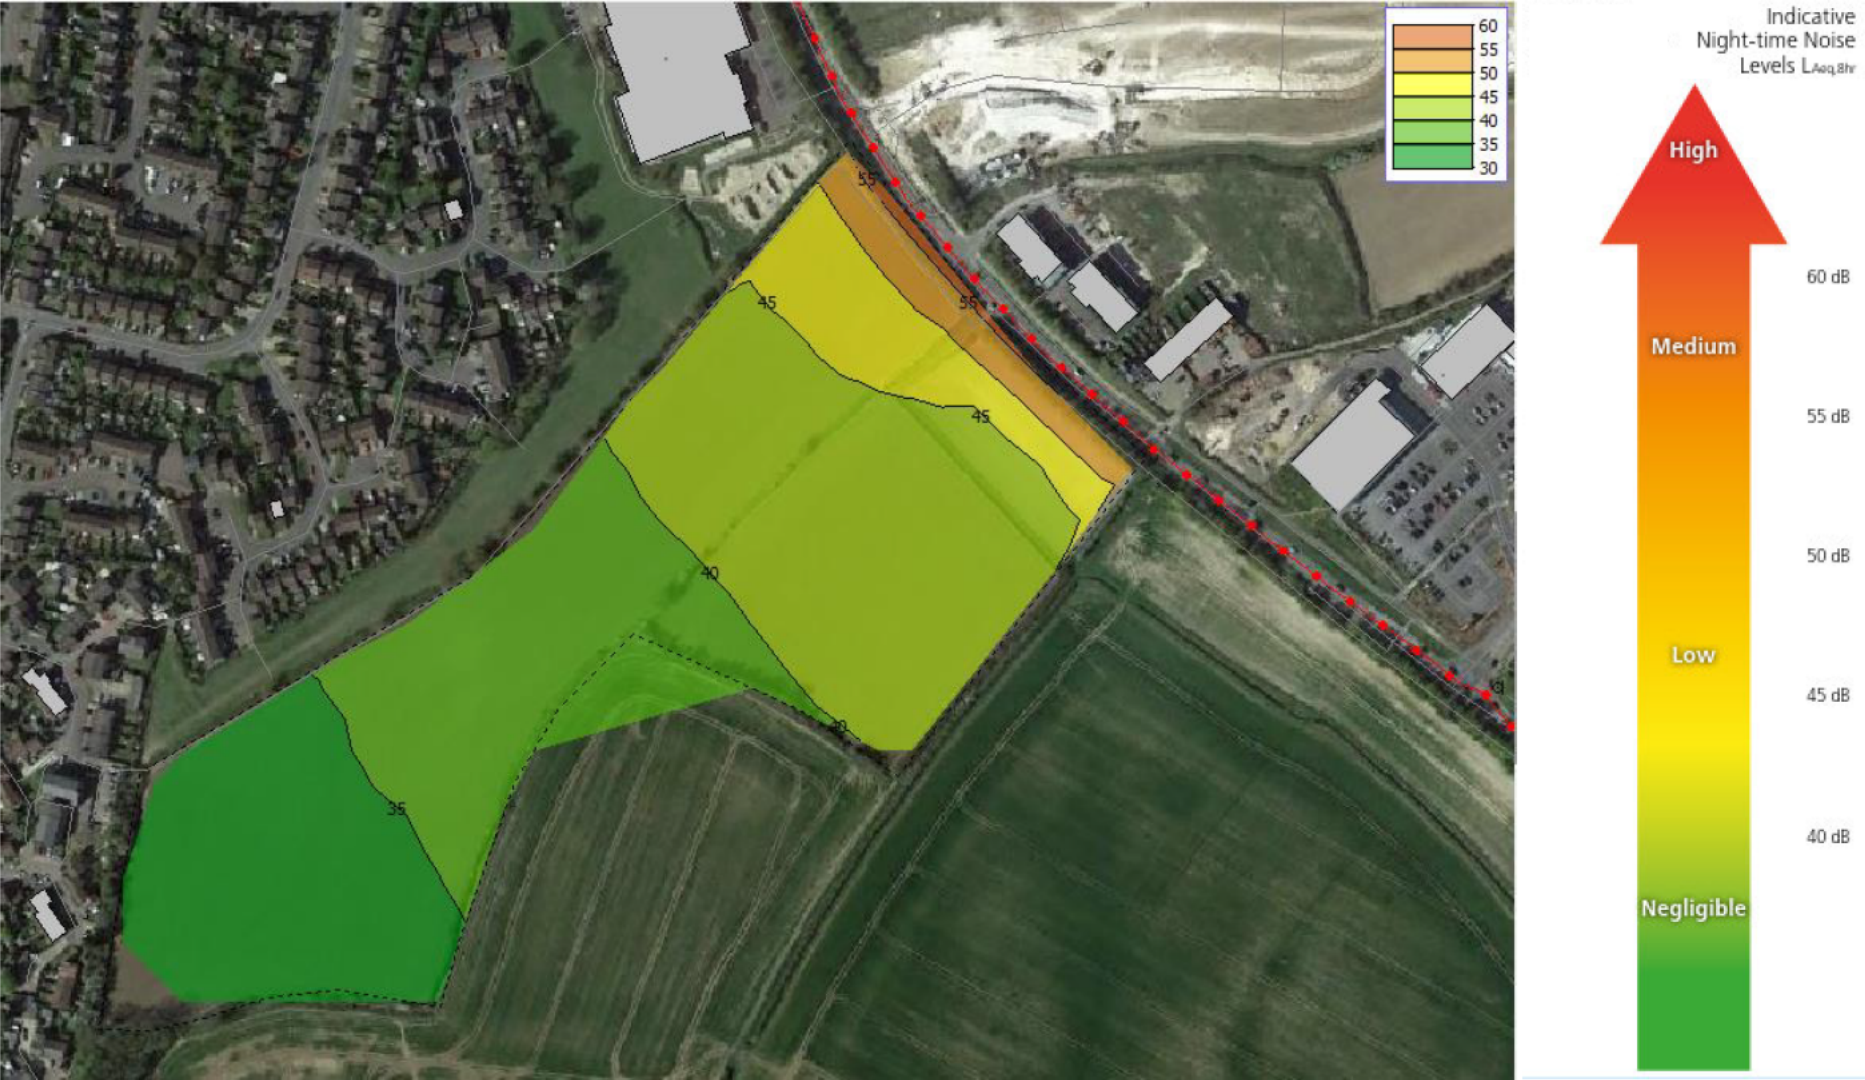 Indicative
Night-time Noise
Levels LAeq,8hr
60
55
50
45
40
35
30
High
60 dB
Medium
55 dB
50 dB
Low
45 dB
40 dB
Negligible
55
55
45
45
40
40
35